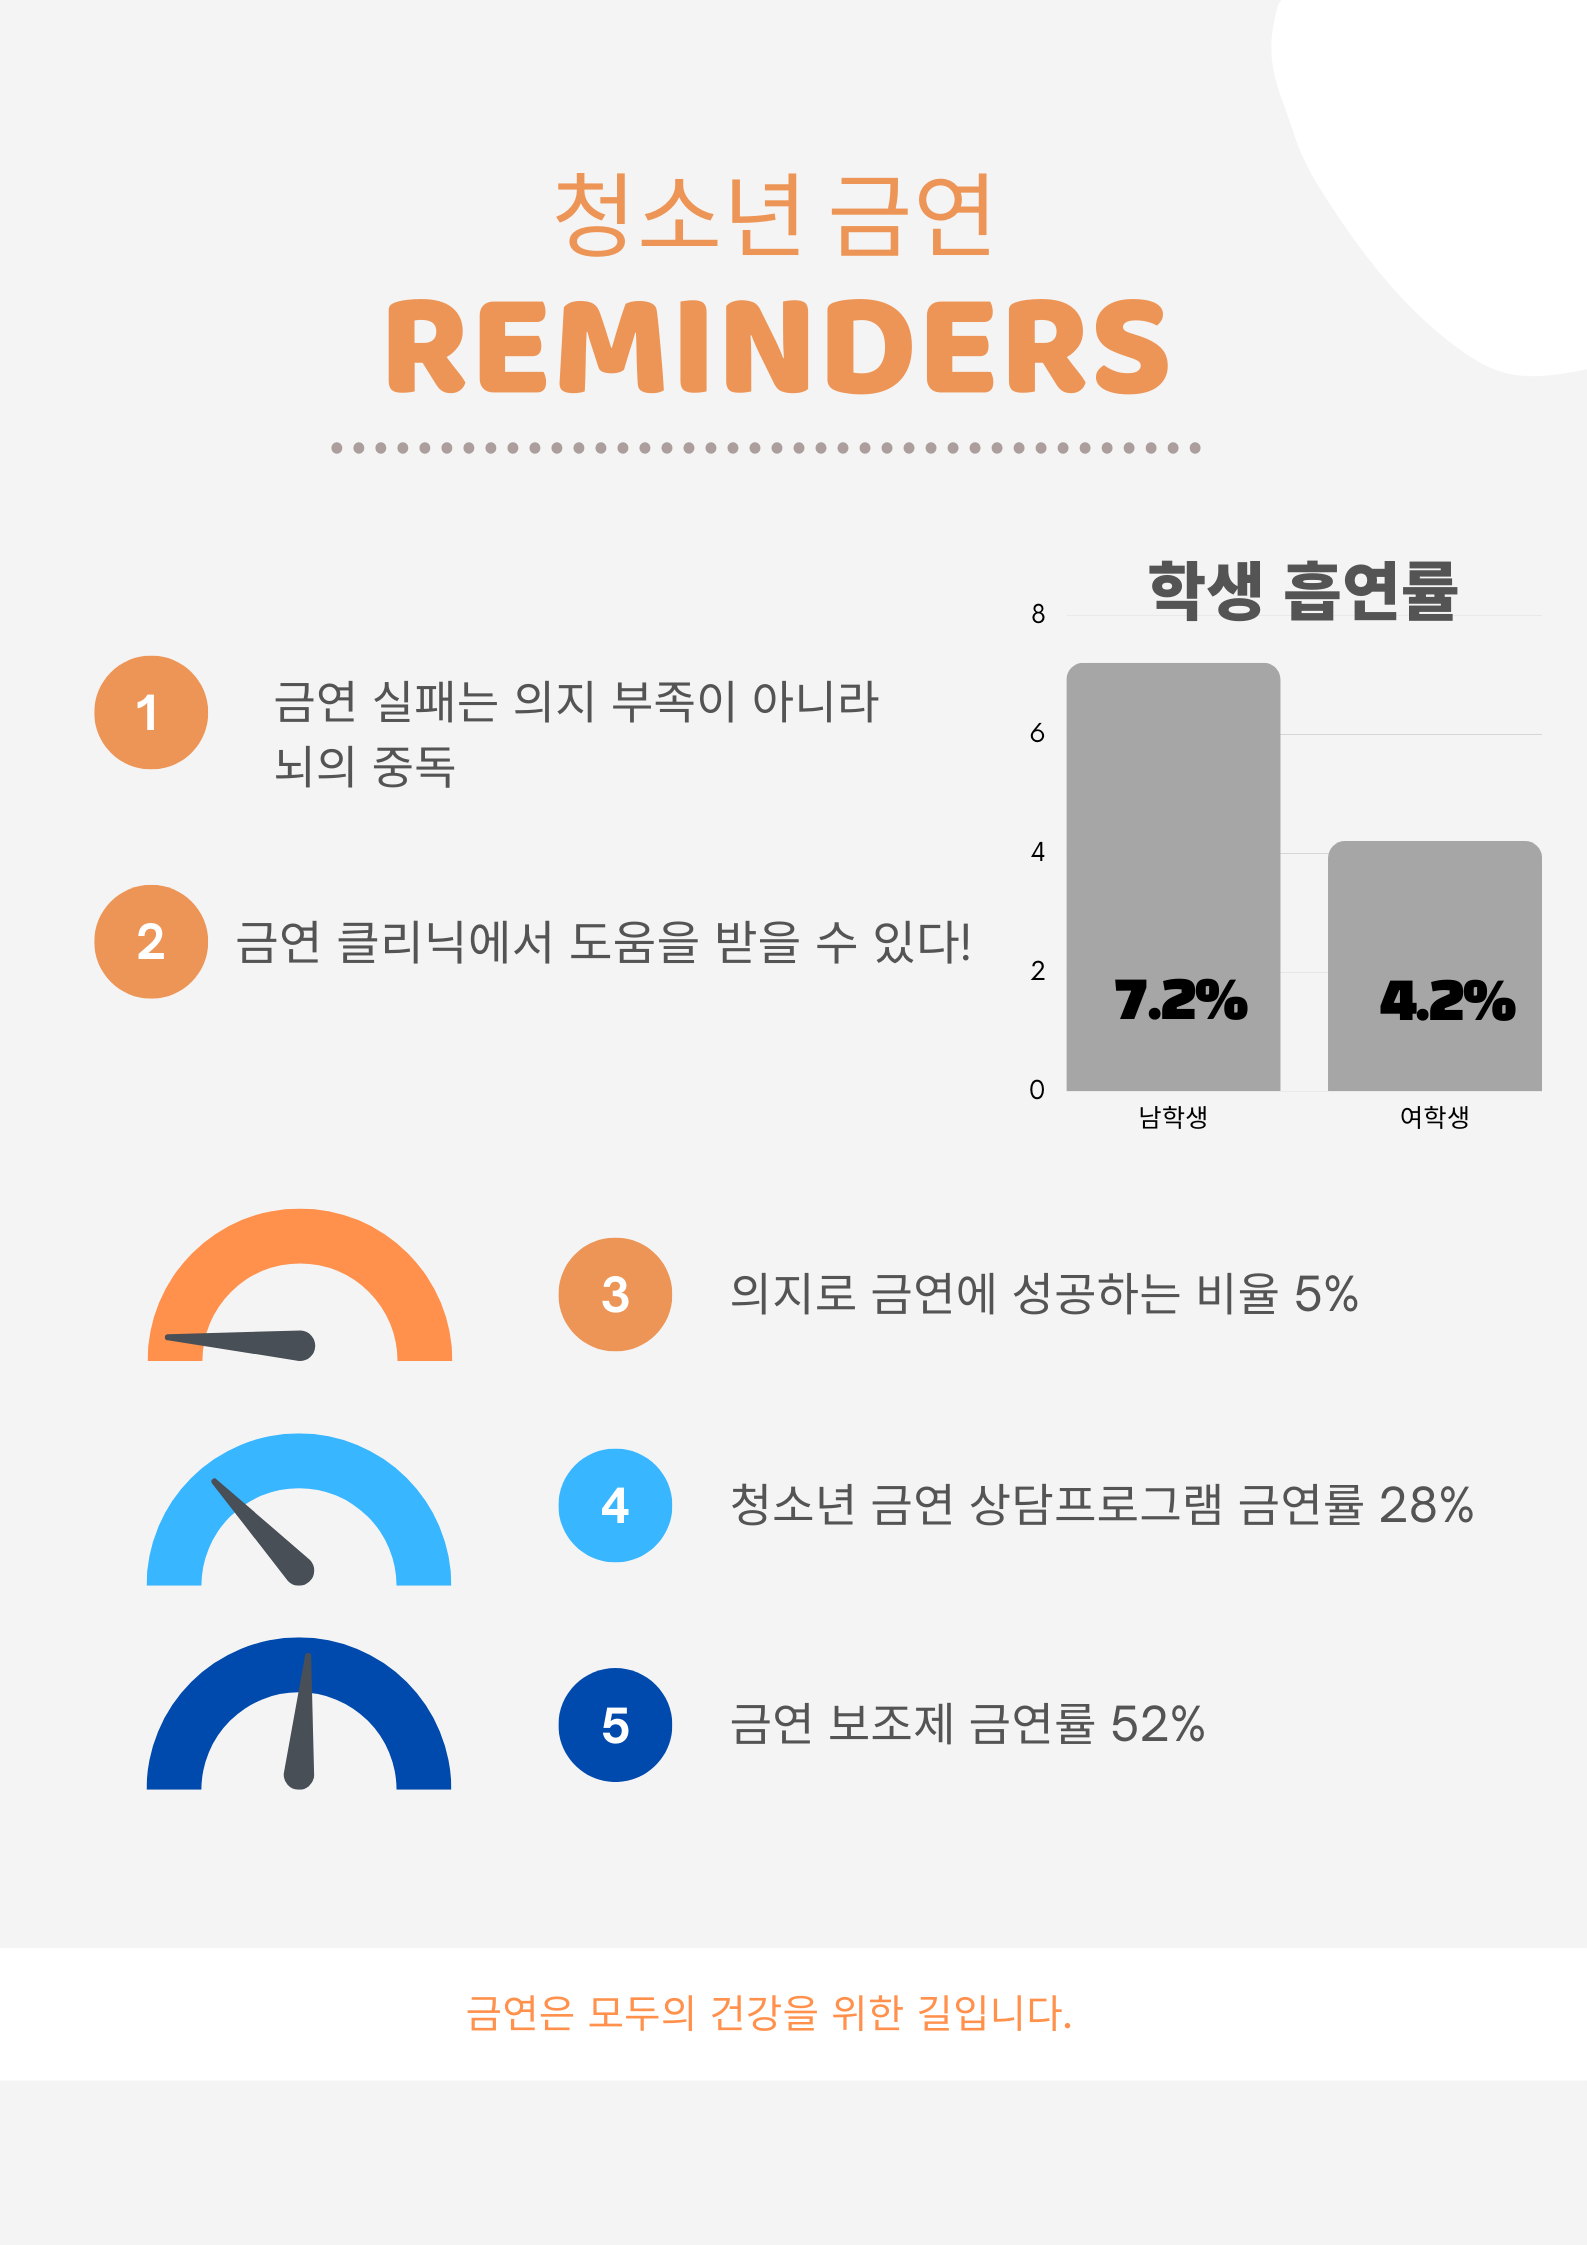 청소년 금연
REMINDERS
1
금연 실패는 의지 부족이 아니라
뇌의 중독
2
금연 클리닉에서 도움을 받을 수 있다!
학생 흡연률
8
6
4
2
0
7.2%
4.2%
남학생
여학생
3
의지로 금연에 성공하는 비율 5%
4
청소년 금연 상담프로그램 금연률 28%
5
금연 보조제 금연률 52%
금연은 모두의 건강을 위한 길입니다.